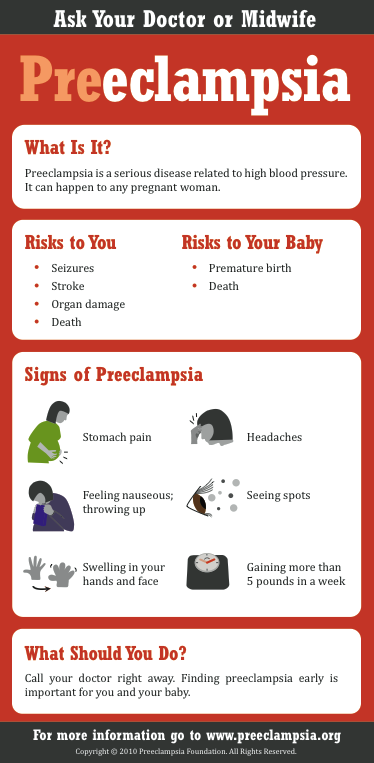 Ask Your Doctor or Midwife
Preeclampsia
What Is It?
Preeclampsia is a serious disease related to high blood pressure.
It can happen to any pregnant woman.
Risks to You
• Seizures
• Stroke
• Organ damage
• Death
Risks to Your Baby
• Premature birth
• Death
Signs of Preeclampsia
Stomach pain
Headaches
Feeling nauseous;
throwing up
Seeing spots
Swelling in your
hands and face
Gaining more than
5 pounds in a week
What Should You Do?
Call your doctor right away. Finding preeclampsia early is
important for you and your baby.
For more information go to www.preeclampsia.org
Copyright © 2010 Preeclampsia Foundation. All Rights Reserved.